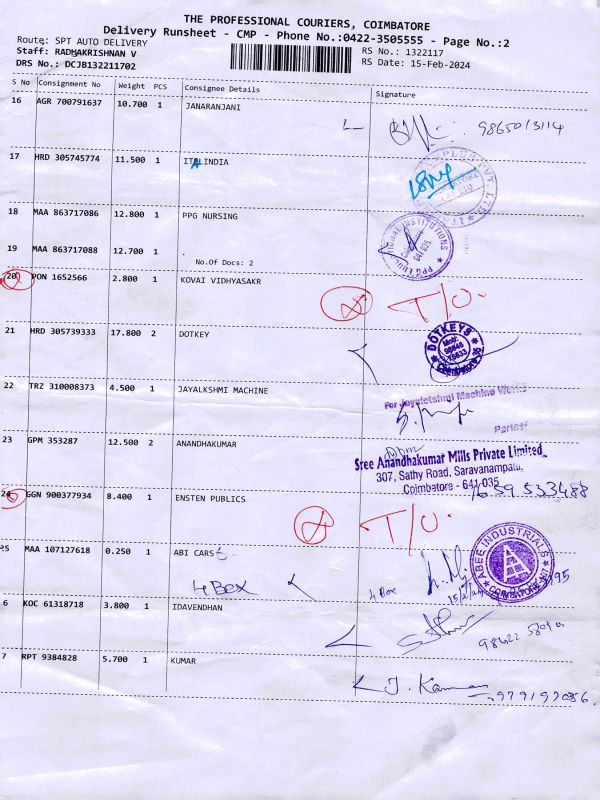 THE PROFESSIONAL COURIERS, COIMBATORE
Delivery Runsheet - CMP - Phone No.:0422-3505555 - Page No.:2
Route: SPT AUTO DELIVERY RS No.: 1322117
Staff: RADHAKRISHNAN V RS Date: 15-Feb-2024
DRS No.: DCJB132211702
S No Consignment No Weight PCS Consignee Details Signature
16 AGR 700791637 10.700 1 JANARANJANI
17 HRD 305745774 11.500 1 ITALINDIA
18 MAA 863717086 12.800 1 PPG NURSING
19 MAA 863717088 12.700 1 .
No.Of Docs: 2
20 PON 1652566 2.800 1 KOVAI VIDHYASAKR T/O.
21 HRD 305739333 17.800 2 DOTKEY
DOTKEYS
22 TRZ 310008373 4.500 1 JAYALKSHMI MACHINE
For Jayaletshmi Machine Works
Partner
23 GPM 353287 12.500 2 ANANDHAKUMAR
Sree Anandhakumar Mills Private Limited
307, Sathy Road, Saravanampatu,
Coimbatore - 641 035
24 GGN 900377934 8.400 1 ENSTEN PUBLICS T/O.
25 MAA 107127618 0.250 1 ABI CARS
4 Box 4 Box
ABEE INDUSTRIALS
6 KOC 61318718 3.800 1 IDAVENDHAN
7 RPT 9384828 5.700 1 KUMAR